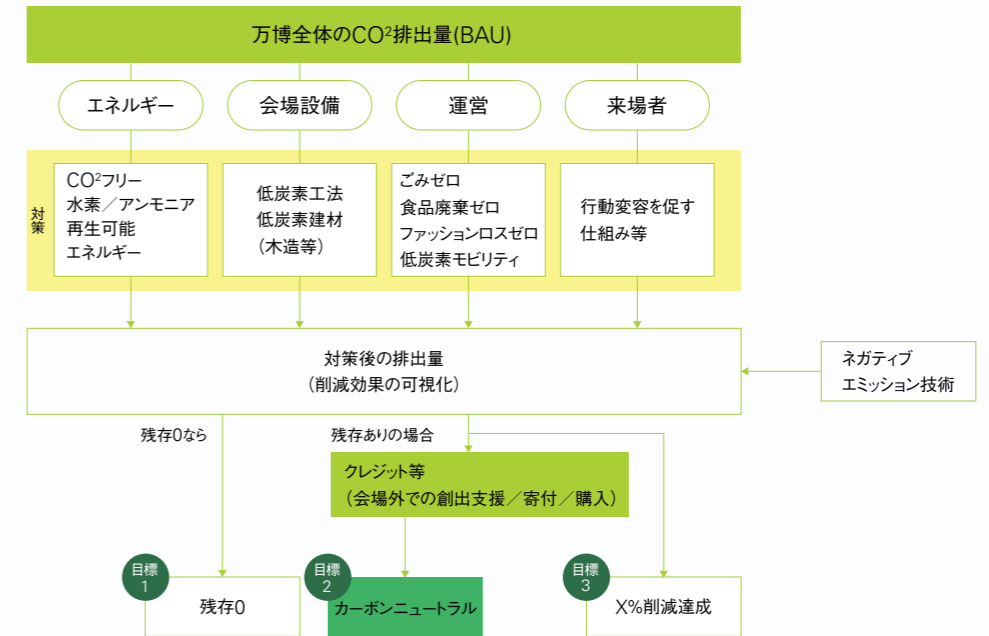 万博全体のCO²排出量(BAU)
エネルギー
会場設備
運営
来場者
対策
CO²フリー
水素／アンモニア
再生可能
エネルギー
低炭素工法
低炭素建材
（木造等）
ごみゼロ
食品廃棄ゼロ
ファッションロスゼロ
低炭素モビリティ
行動変容を促す
仕組み等
対策後の排出量
（削減効果の可視化）
ネガティブ
エミッション技術
残存0なら
残存ありの場合
クレジット等
（会場外での創出支援／寄付／購入）
目標
1
残存0
目標
2
カーボンニュートラル
目標
3
X%削減達成